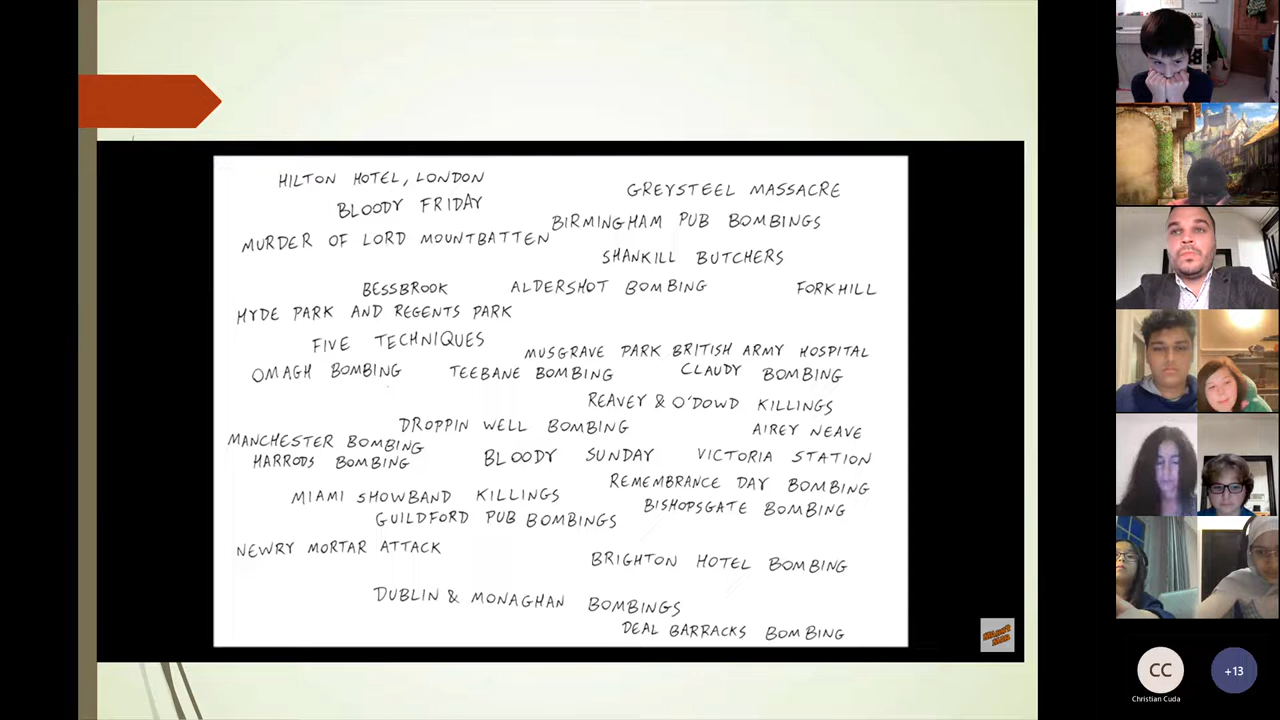 HILTON HOTEL, LONDON
GREYSTEEL MASSACRE
BLOODY FRIDAY
BIRMINGHAM PUB BOMBINGS
MURDER OF LORD MOUNTBATTEN
SHANKILL BUTCHERS
BESSBROOK
ALDERSHOT BOMBING
FORKHILL
HYDE PARK AND REGENTS PARK
FIVE TECHNIQUES
MUSGRAVE PARK BRITISH ARMY HOSPITAL
OMAGH BOMBING
TEEBANE BOMBING
CLAUDY BOMBING
REAVEY & O'DOWD KILLINGS
DROPPIN WELL BOMBING
AIREY NEAVE
MANCHESTER BOMBING
HARRODS BOMBING
BLOODY SUNDAY
VICTORIA STATION
REMEMBRANCE DAY BOMBING
MIAMI SHOWBAND KILLINGS
BISHOPSGATE BOMBING
GUILDFORD PUB BOMBINGS
NEWRY MORTAR ATTACK
BRIGHTON HOTEL BOMBING
DUBLIN & MONAGHAN BOMBINGS
DEAL BARRACKS BOMBING
CC
+13
Christian Cuda